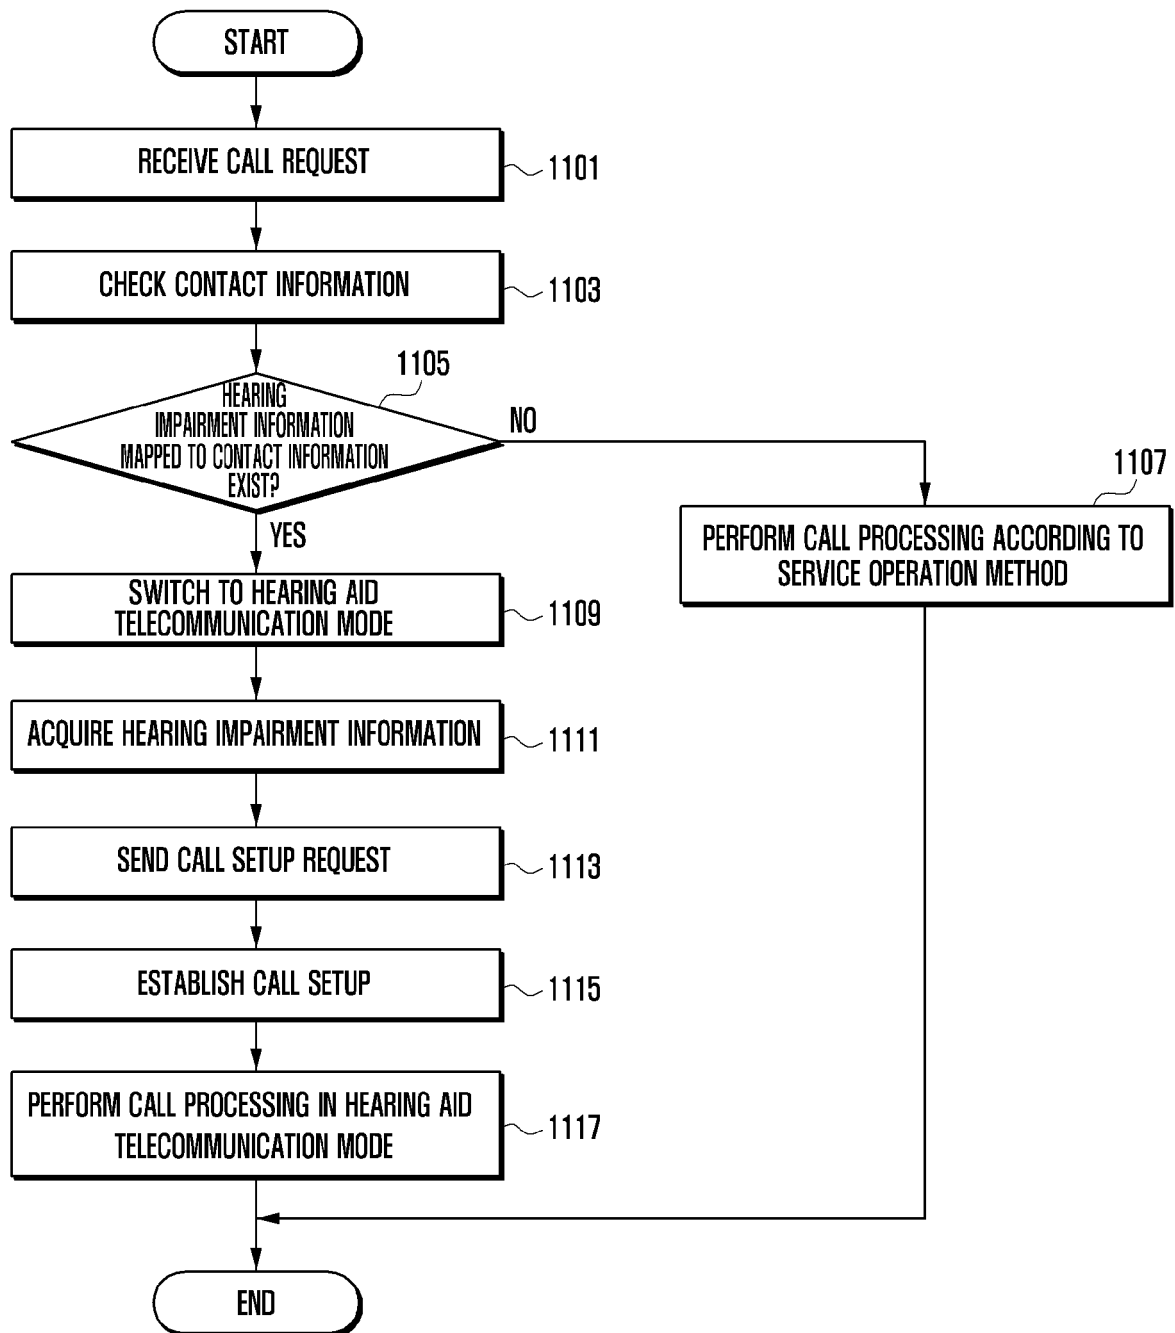 START
RECEIVE CALL REQUEST
1101
CHECK CONTACT INFORMATION
1103
1105
HEARING
IMPAIRMENT INFORMATION
MAPPED TO CONTACT INFORMATION
EXIST?
NO
YES
1107
PERFORM CALL PROCESSING ACCORDING TO
SERVICE OPERATION METHOD
SWITCH TO HEARING AID
TELECOMMUNICATION MODE
1109
ACQUIRE HEARING IMPAIRMENT INFORMATION
1111
SEND CALL SETUP REQUEST
1113
ESTABLISH CALL SETUP
1115
PERFORM CALL PROCESSING IN HEARING AID
TELECOMMUNICATION MODE
1117
END